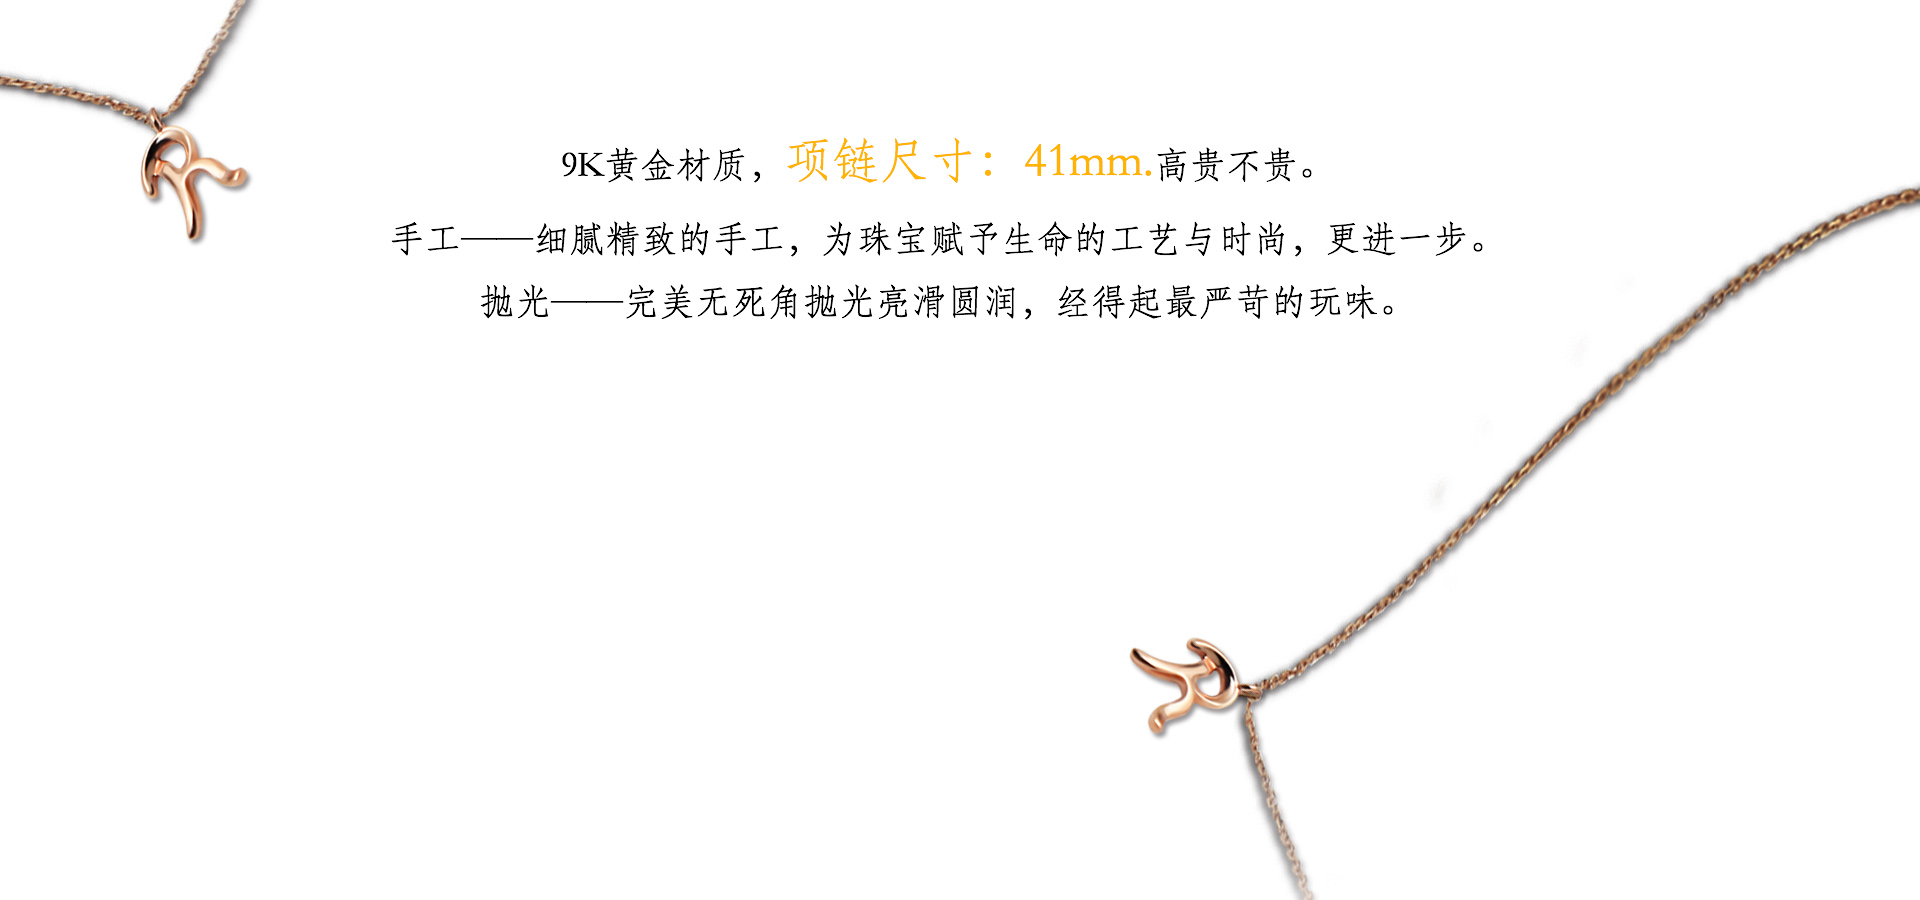 9K黄金材质，项链尺寸：41mm.高贵不贵。
手工——细腻精致的手工，为珠宝赋予生命的工艺与时尚，更进一步。
抛光——完美无死角抛光亮滑圆润，经得起最严苛的玩味。